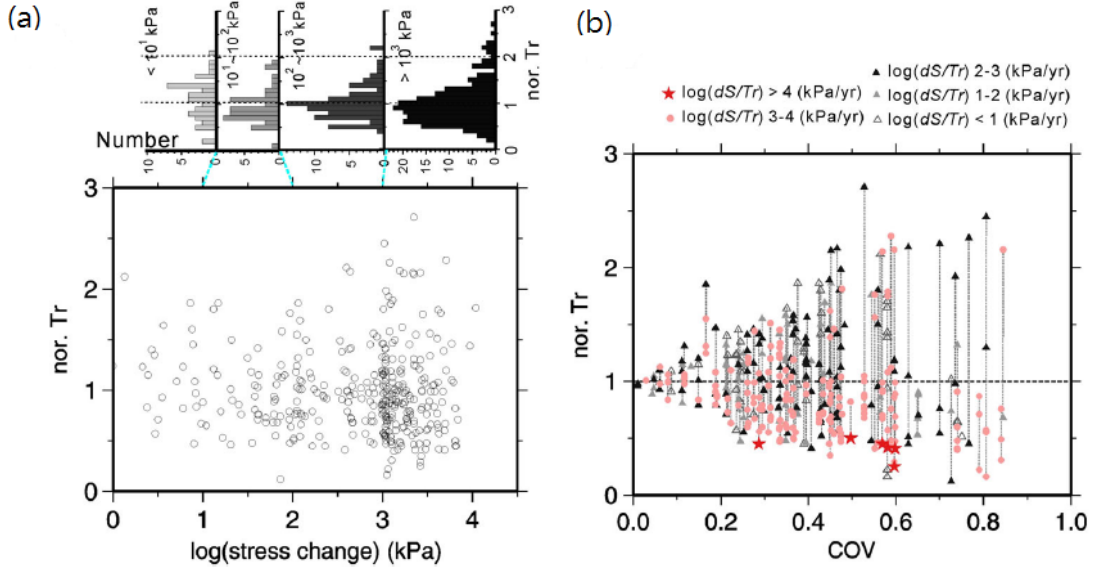 (a)
< 10¹ kPa
10¹ ~10² kPa
10² ~10³ kPa
> 10³ kPa
3
2
1
0
nor. Tr
Number
10
5
0
5
0
10
5
0
20
15
10
5
0
3
2
1
0
nor. Tr
0
1
2
3
4
log(stress change) (kPa)
(b)
★ log(dS/Tr) > 4 (kPa/yr)
● log(dS/Tr) 3-4 (kPa/yr)
▲ log(dS/Tr) 2-3 (kPa/yr)
▲ log(dS/Tr) 1-2 (kPa/yr)
△ log(dS/Tr) < 1 (kPa/yr)
3
2
1
0
nor. Tr
0.0
0.2
0.4
0.6
0.8
1.0
COV